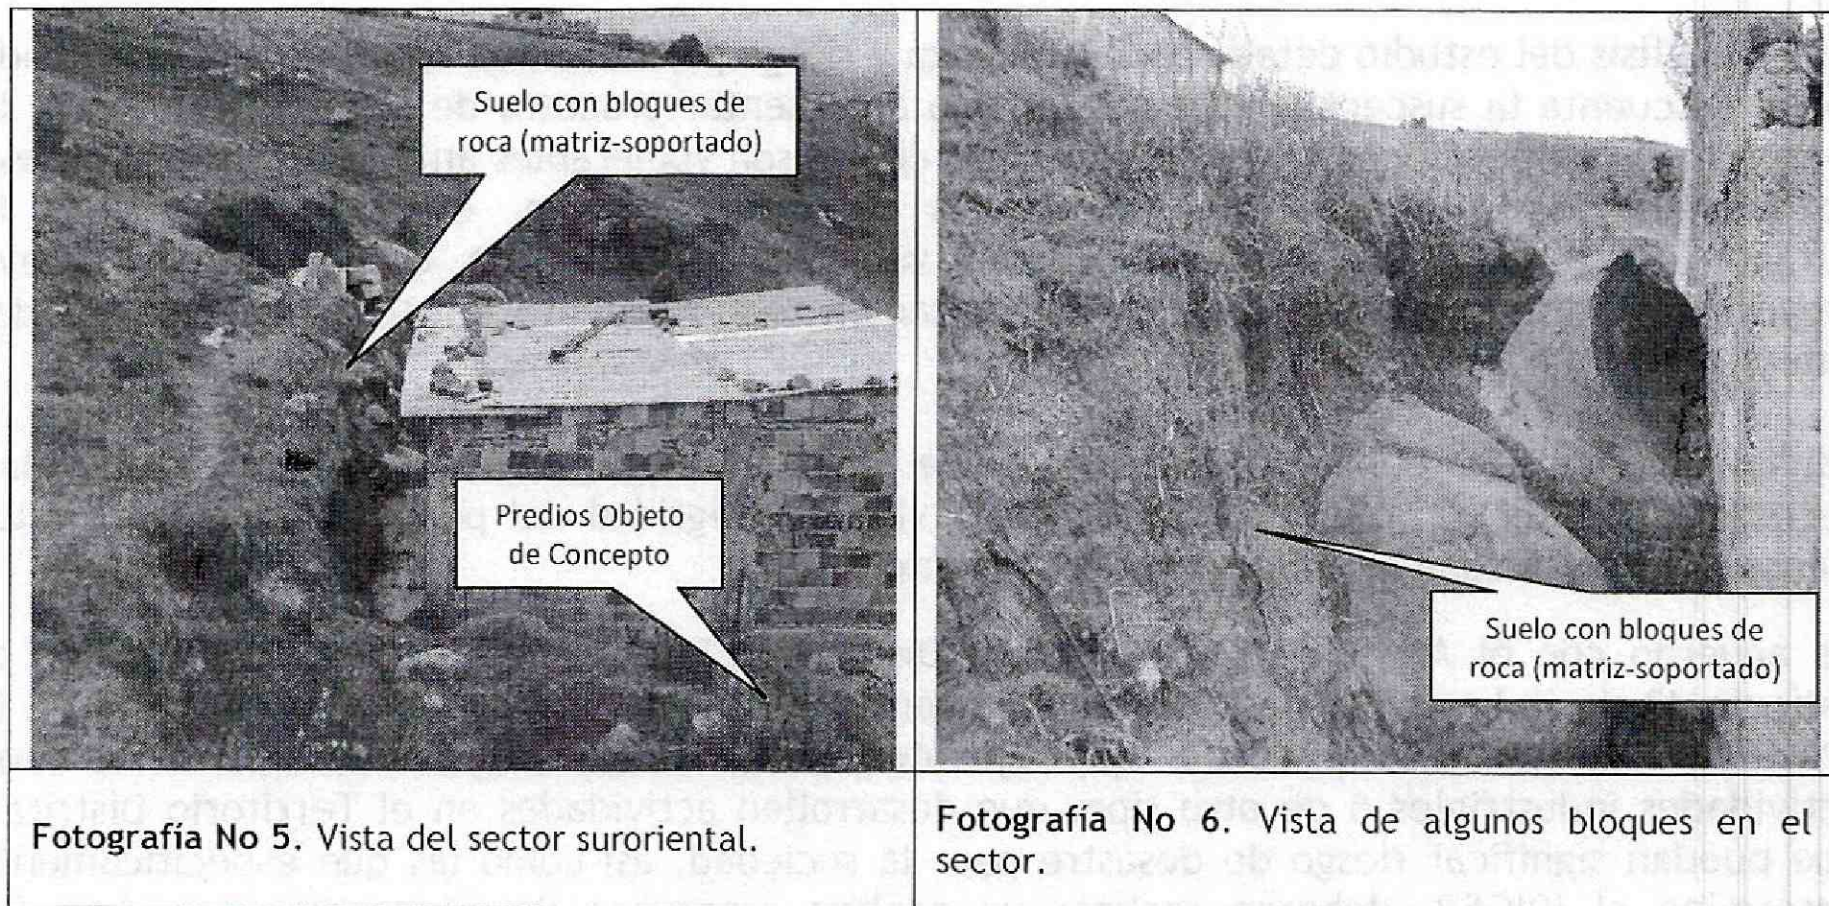 Suelo con bloques de
roca (matriz-soportado)
Predios Objeto
de Concepto
Suelo con bloques de
roca (matriz-soportado)
Fotografía No 5. Vista del sector suroriental.
Fotografía No 6. Vista de algunos bloques en el
sector.